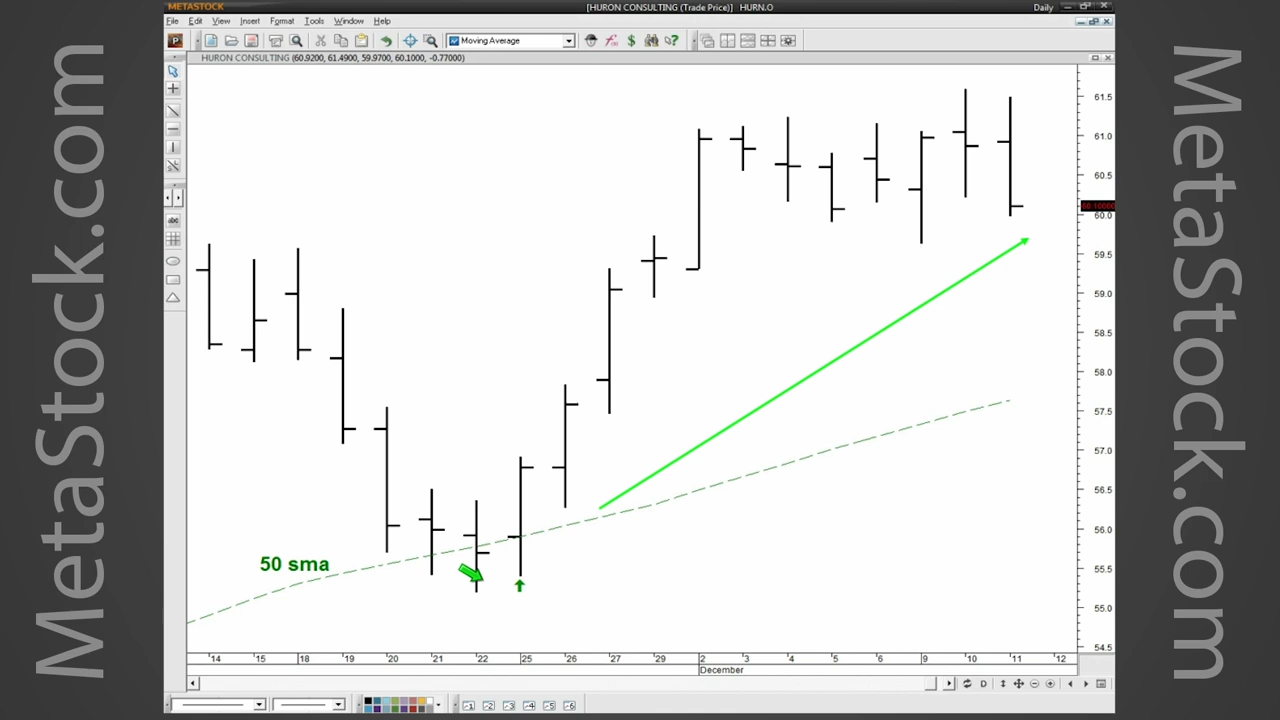 METASTOCK
[HURON CONSULTING (Trade Price)] HURN.O
Daily
File Edit View Insert Format Tools Window Help
Moving Average
HURON CONSULTING (60.9200, 61.4900, 59.9700, 60.1000, -0.77000)
MetaStock.com
MetaStock.com
61.5
61.0
60.5
60.10000
60.0
59.5
59.0
58.5
58.0
57.5
57.0
56.5
56.0
55.5
55.0
54.5
50 sma
14 15 18 19 20 21 22 25 26 27 29 2 3 4 5 6 9 10 11 12
December